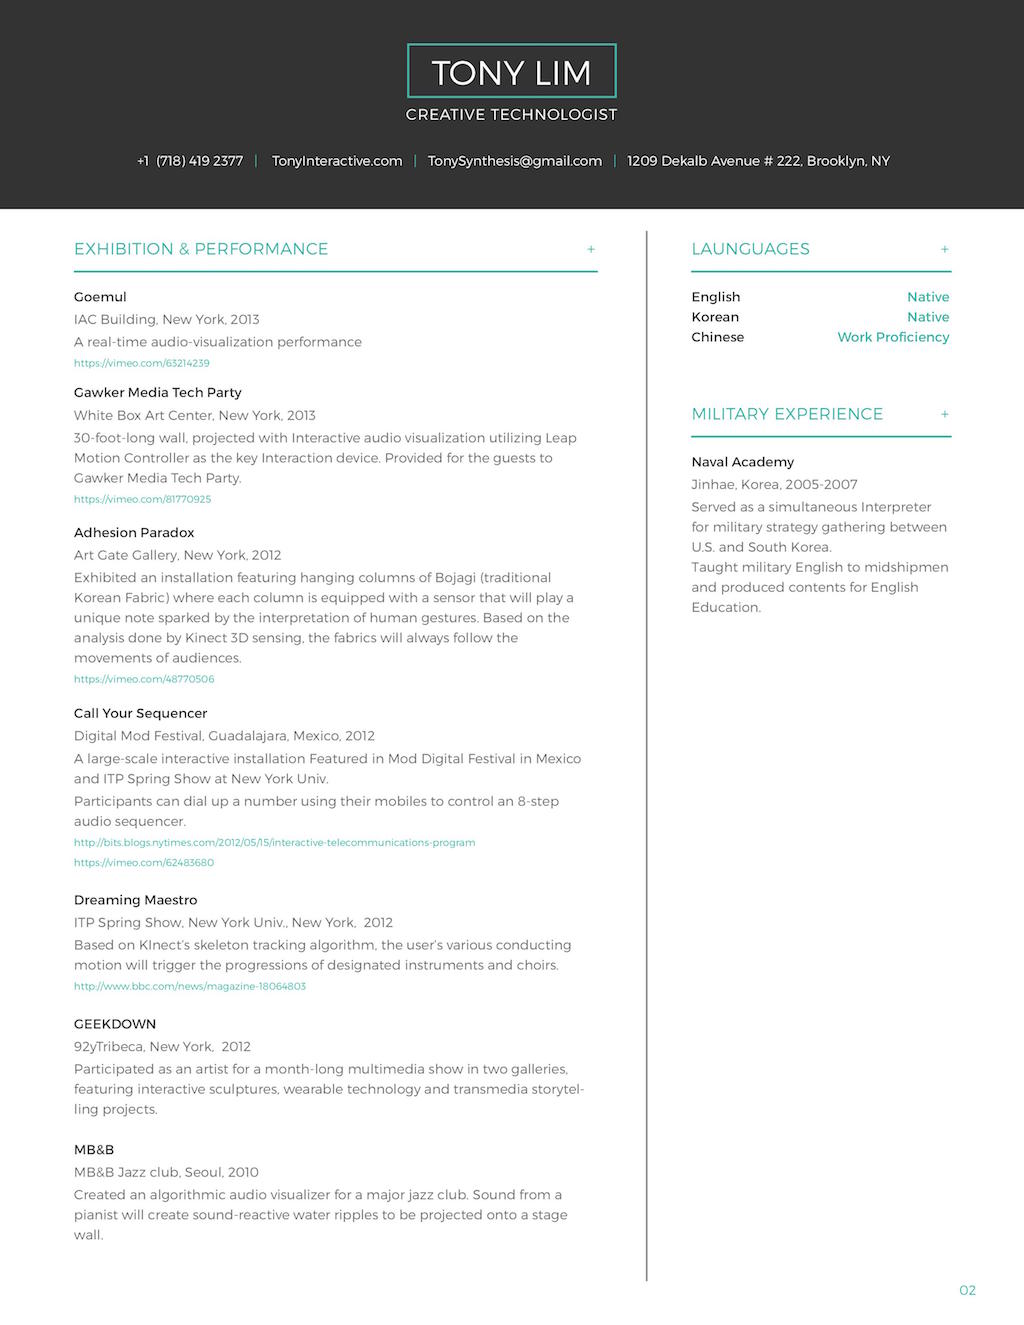 TONY LIM
CREATIVE TECHNOLOGIST
+1 (718) 419 2377 | TonyInteractive.com | TonySynthesis@gmail.com | 1209 Dekalb Avenue # 222, Brooklyn, NY
EXHIBITION & PERFORMANCE +
Goemul
IAC Building, New York, 2013
A real-time audio-visualization performance
https://vimeo.com/63214239
Gawker Media Tech Party
White Box Art Center, New York, 2013
30-foot-long wall, projected with Interactive audio visualization utilizing Leap
Motion Controller as the key Interaction device. Provided for the guests to
Gawker Media Tech Party.
https://vimeo.com/81770925
Adhesion Paradox
Art Gate Gallery, New York, 2012
Exhibited an installation featuring hanging columns of Bojagi (traditional
Korean Fabric) where each column is equipped with a sensor that will play a
unique note sparked by the interpretation of human gestures. Based on the
analysis done by Kinect 3D sensing, the fabrics will always follow the
movements of audiences.
https://vimeo.com/48770506
Call Your Sequencer
Digital Mod Festival, Guadalajara, Mexico, 2012
A large-scale interactive installation Featured in Mod Digital Festival in Mexico
and ITP Spring Show at New York Univ.
Participants can dial up a number using their mobiles to control an 8-step
audio sequencer.
http://bits.blogs.nytimes.com/2012/05/15/interactive-telecommunications-program
https://vimeo.com/62483680
Dreaming Maestro
ITP Spring Show, New York Univ., New York, 2012
Based on KInect's skeleton tracking algorithm, the user's various conducting
motion will trigger the progressions of designated instruments and choirs.
http://www.bbc.com/news/magazine-18064803
GEEKDOWN
92yTribeca, New York, 2012
Participated as an artist for a month-long multimedia show in two galleries,
featuring interactive sculptures, wearable technology and transmedia storytel-
ling projects.
MB&B
MB&B Jazz club, Seoul, 2010
Created an algorithmic audio visualizer for a major jazz club. Sound from a
pianist will create sound-reactive water ripples to be projected onto a stage
wall.
LAUNGUAGES +
English Native
Korean Native
Chinese Work Proficiency
MILITARY EXPERIENCE +
Naval Academy
Jinhae, Korea, 2005-2007
Served as a simultaneous Interpreter
for military strategy gathering between
U.S. and South Korea.
Taught military English to midshipmen
and produced contents for English
Education.
02